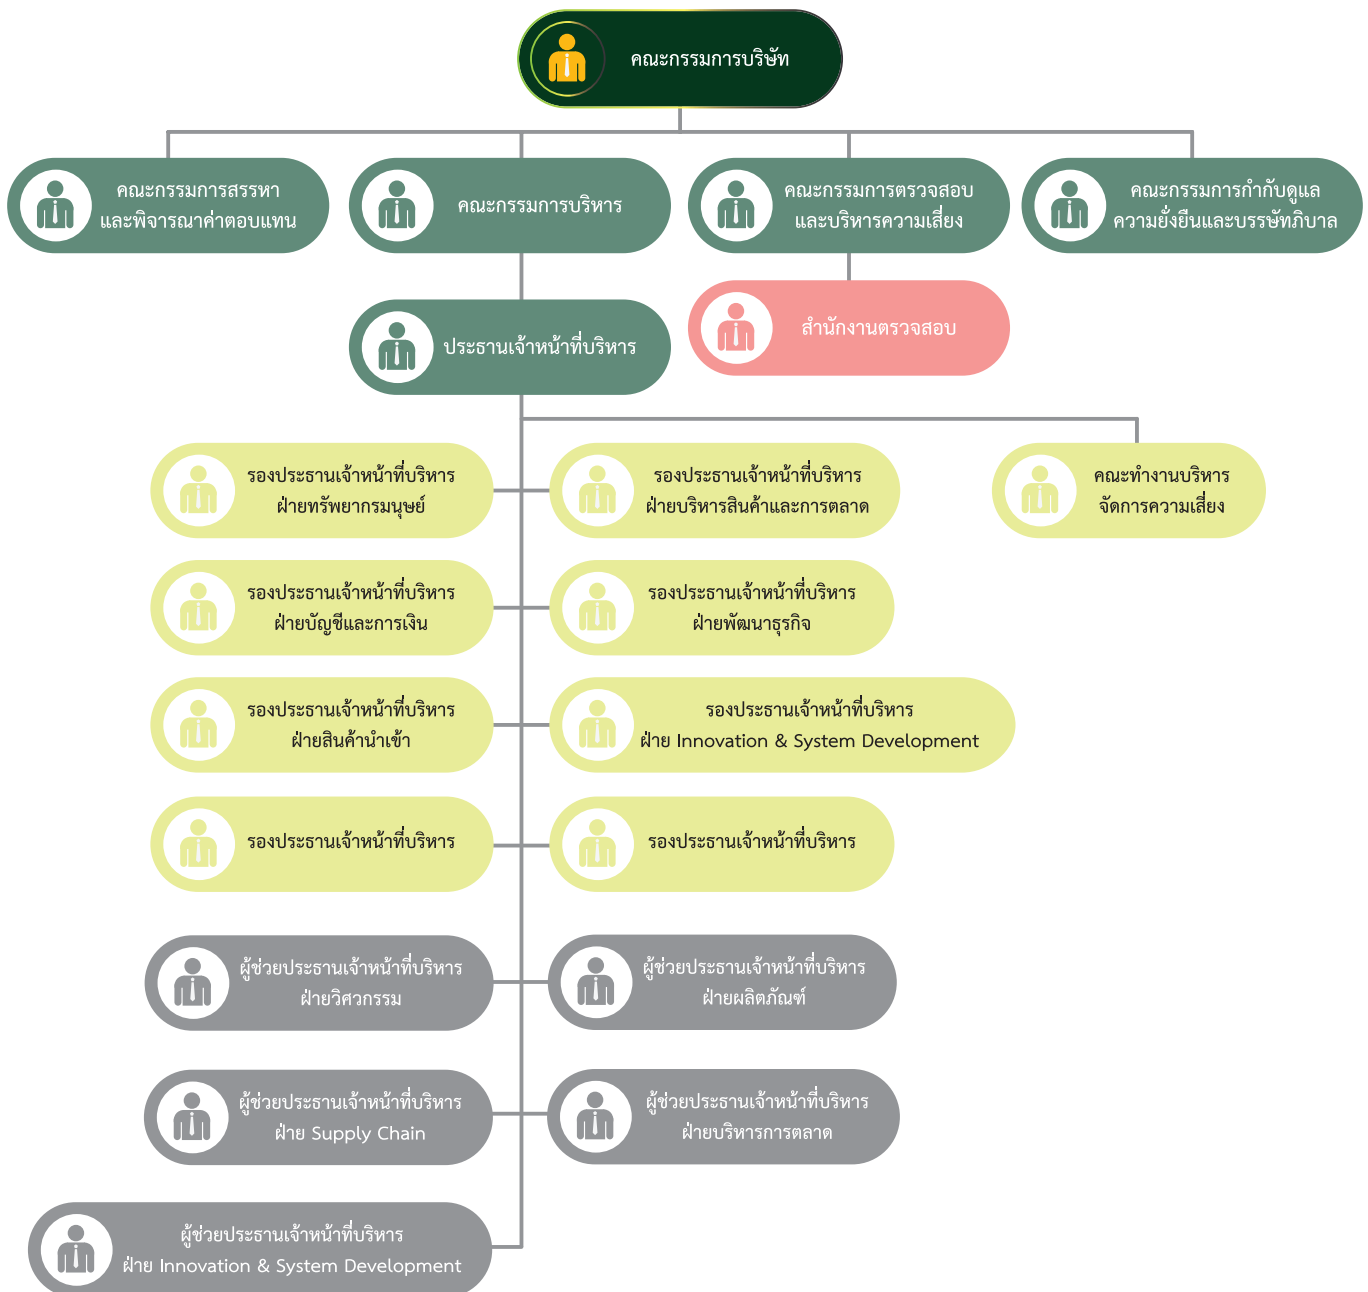 คณะกรรมการบริษัท
คณะกรรมการสรรหา
และพิจารณาค่าตอบแทน
คณะกรรมการบริหาร
คณะกรรมการตรวจสอบ
และบริหารความเสี่ยง
คณะกรรมการกำกับดูแล
ความยั่งยืนและบรรษัทภิบาล
ประธานเจ้าหน้าที่บริหาร
สำนักงานตรวจสอบ
รองประธานเจ้าหน้าที่บริหาร
ฝ่ายทรัพยากรมนุษย์
รองประธานเจ้าหน้าที่บริหาร
ฝ่ายบริหารสินค้าและการตลาด
คณะทำงานบริหาร
จัดการความเสี่ยง
รองประธานเจ้าหน้าที่บริหาร
ฝ่ายบัญชีและการเงิน
รองประธานเจ้าหน้าที่บริหาร
ฝ่ายพัฒนาธุรกิจ
รองประธานเจ้าหน้าที่บริหาร
ฝ่ายสินค้านำเข้า
รองประธานเจ้าหน้าที่บริหาร
ฝ่าย Innovation & System Development
รองประธานเจ้าหน้าที่บริหาร
รองประธานเจ้าหน้าที่บริหาร
ผู้ช่วยประธานเจ้าหน้าที่บริหาร
ฝ่ายวิศวกรรม
ผู้ช่วยประธานเจ้าหน้าที่บริหาร
ฝ่ายผลิตภัณฑ์
ผู้ช่วยประธานเจ้าหน้าที่บริหาร
ฝ่าย Supply Chain
ผู้ช่วยประธานเจ้าหน้าที่บริหาร
ฝ่ายบริหารการตลาด
ผู้ช่วยประธานเจ้าหน้าที่บริหาร
ฝ่าย Innovation & System Development